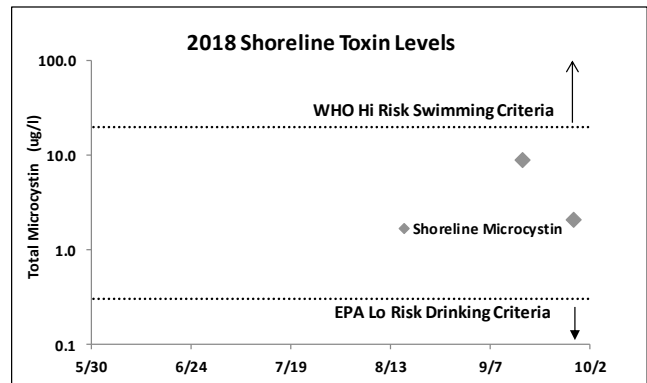 2018 Shoreline Toxin Levels
100.0
WHO Hi Risk Swimming Criteria
10.0
Total Microcystin (ug/l)
Shoreline Microcystin
1.0
EPA Lo Risk Drinking Criteria
0.1
5/30 6/24 7/19 8/13 9/7 10/2